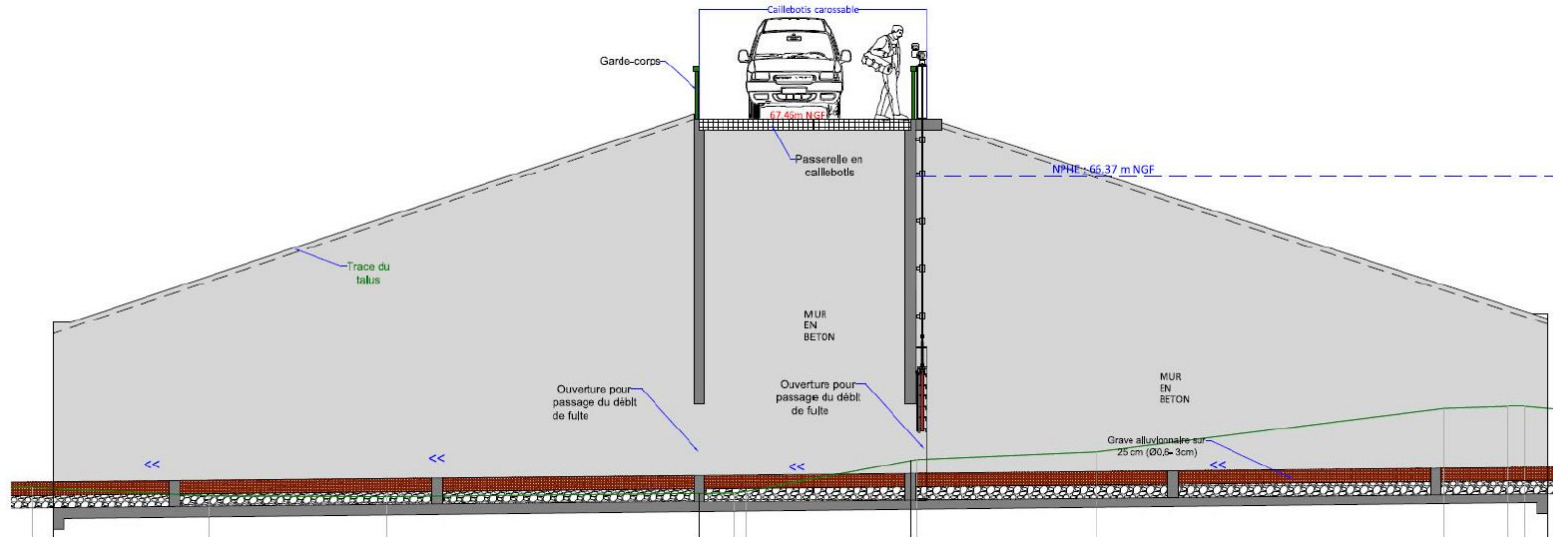 Caillebotis carossable
Garde-corps
67.46m NGF
Passerelle en
caillebotis
NPHE : 66.37 m NGF
Trace du
talus
MUR
EN
BETON
Ouverture pour
passage du débit
de fuite
Ouverture pour
passage du débit
de fuite
MUR
EN
BETON
Grave alluvionnaire sur
25 cm (Ø0,6- 3cm)
<<
<<
<<
<<